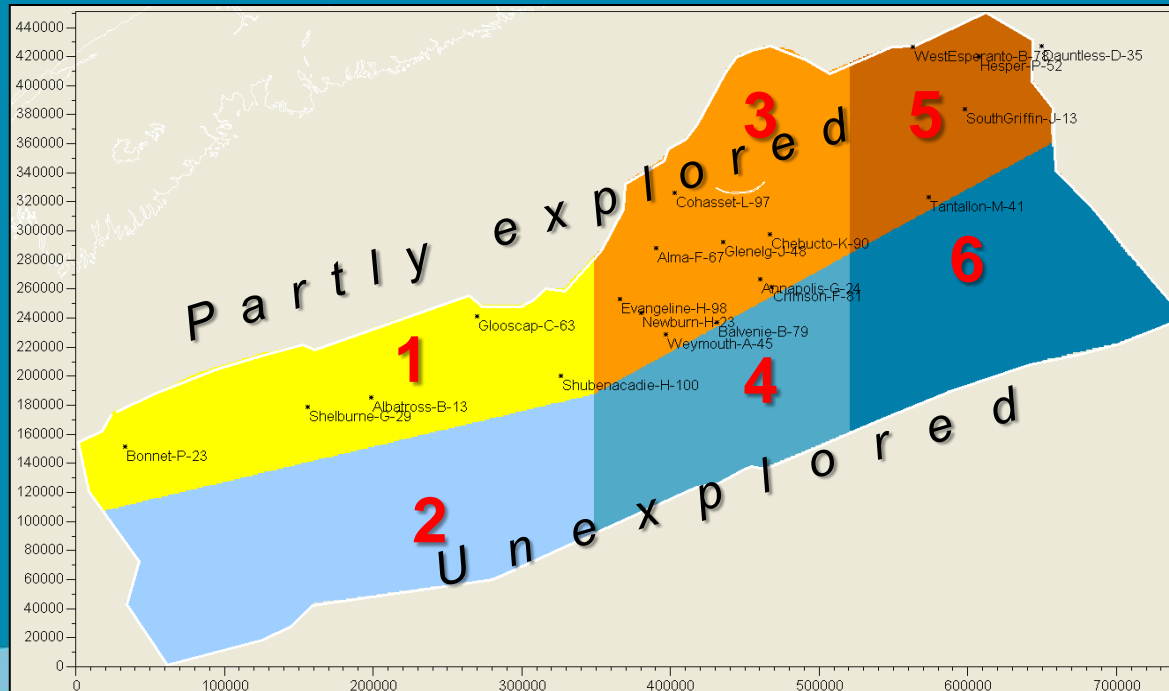 440000
420000
400000
380000
360000
340000
320000
300000
280000
260000
240000
220000
200000
180000
160000
140000
120000
100000
80000
60000
40000
20000
0
0 100000 200000 300000 400000 500000 600000 700000
Partly explored
Unexplored
1
2
3
4
5
6
WestEsperanto-B-78
Dauntless-D-35
Hesper-P-52
SouthGriffin-J-13
Tantallon-M-41
Cohasset-L-97
Chebucto-K-90
Glenelg-J-48
Alma-F-67
Annapolis-G-24
Crimson-F-81
Evangeline-H-98
Newburn-H-23
Balvenie-B-79
Weymouth-A-45
Glooscap-C-63
Shubenacadie-H-100
Albatross-B-13
Shelburne-G-29
Bonnet-P-23